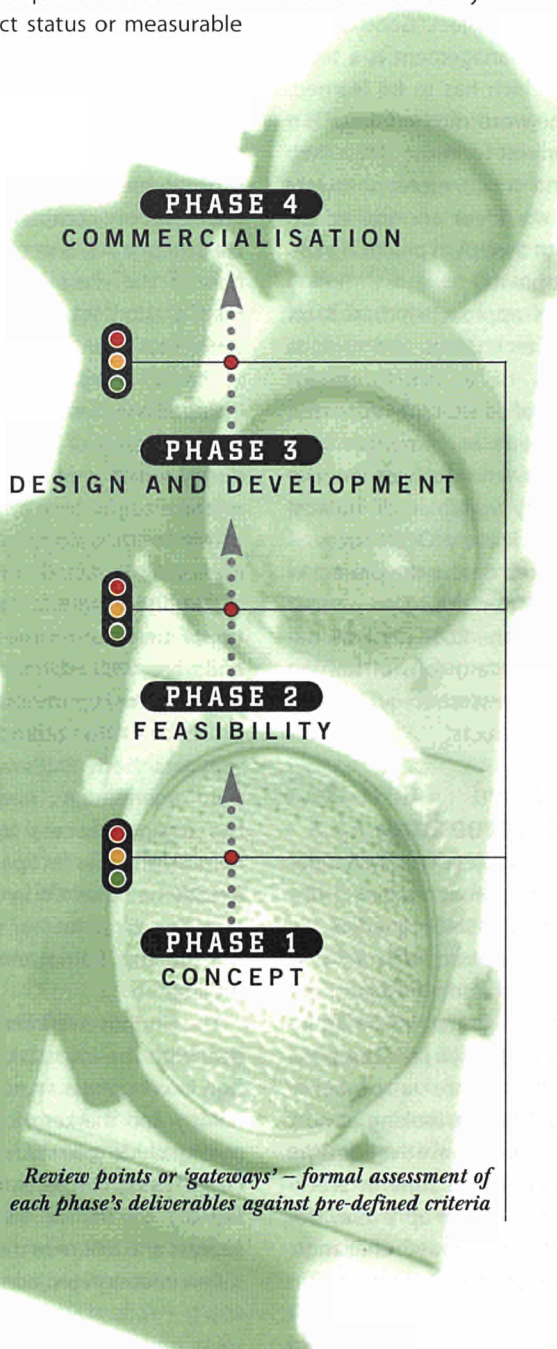 ct status or measurable
PHASE 4
COMMERCIALISATION
PHASE 3
DESIGN AND DEVELOPMENT
PHASE 2
FEASIBILITY
PHASE 1
CONCEPT
Review points or ‘gateways’ – formal assessment of
each phase’s deliverables against pre-defined criteria